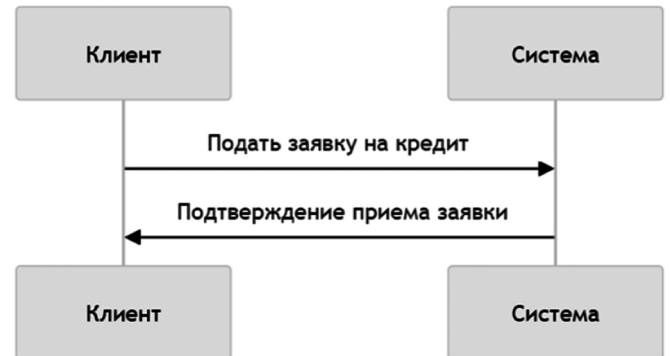 Клиент
Система
Подать заявку на кредит
Подтверждение приема заявки
Клиент
Система